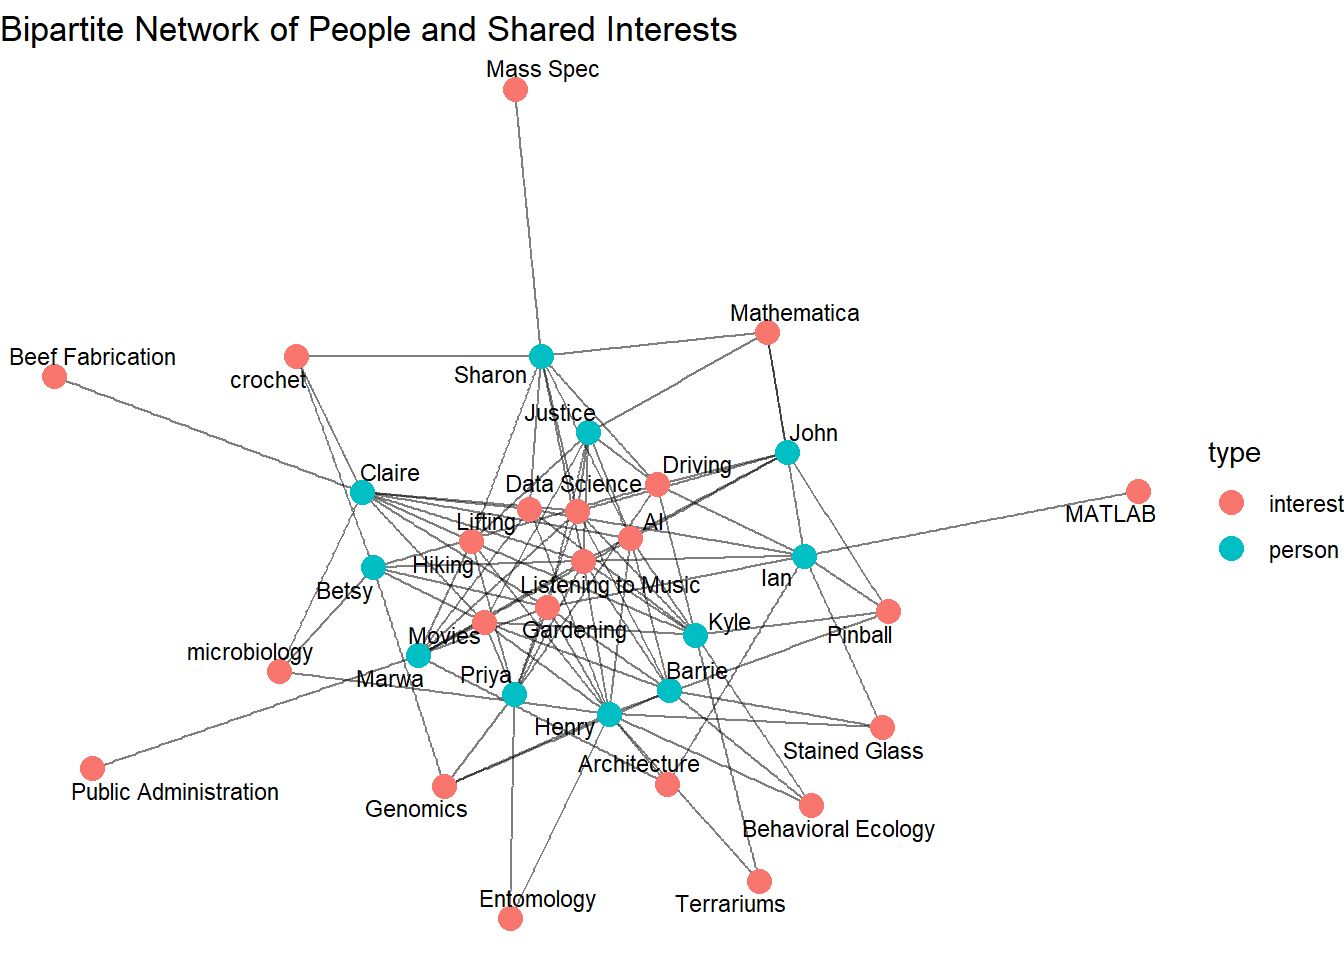 Bipartite Network of People and Shared Interests
Mass Spec
Mathematica
Beef Fabrication
crochet
Sharon
Justice
John
Claire
Driving
Data Science
type
interest
person
MATLAB
Lifting
AI
Hiking
Ian
Betsy
Listening to Music
Kyle
Pinball
Movies
Gardening
microbiology
Marwa
Priya
Barrie
Henry
Stained Glass
Architecture
Public Administration
Genomics
Behavioral Ecology
Entomology
Terrariums